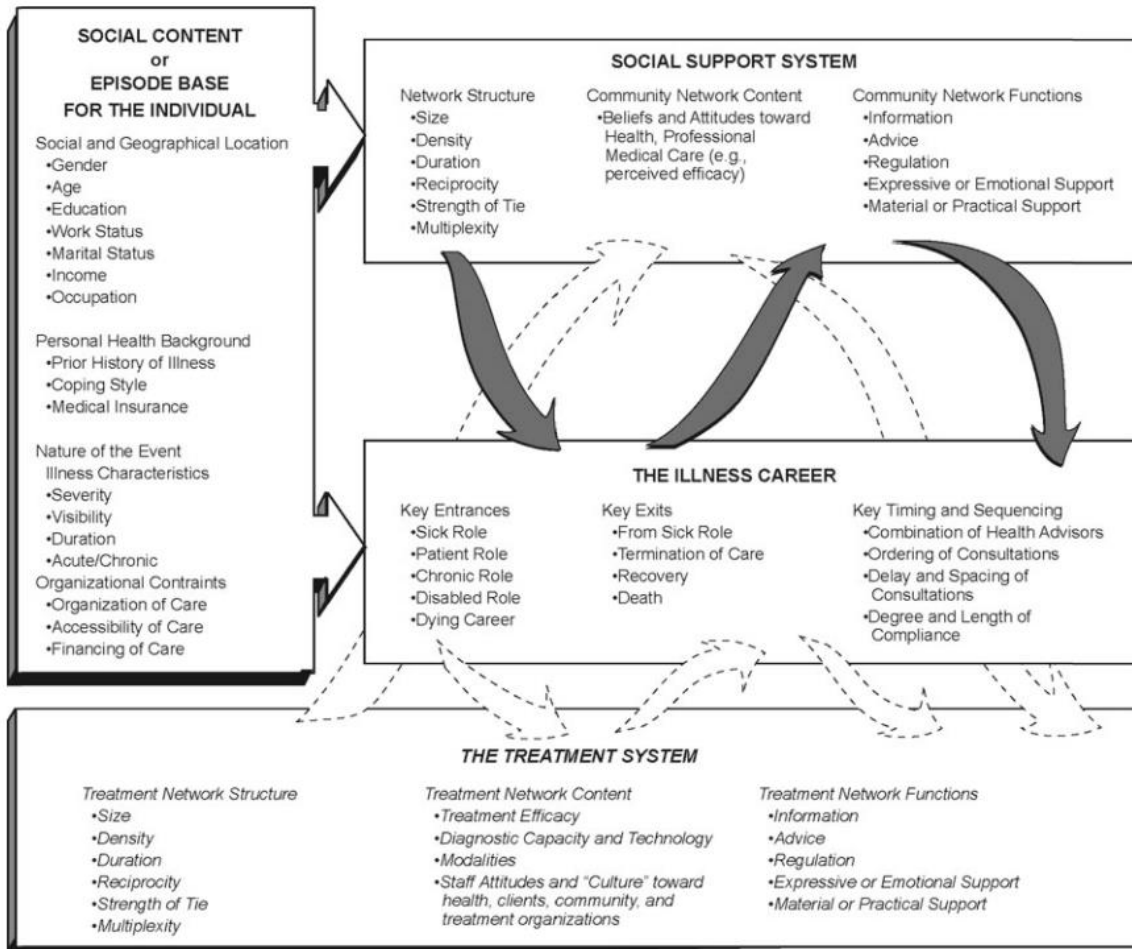 SOCIAL CONTENT
or
EPISODE BASE
FOR THE INDIVIDUAL
Social and Geographical Location
•Gender
•Age
•Education
•Work Status
•Marital Status
•Income
•Occupation
Personal Health Background
•Prior History of Illness
•Coping Style
•Medical Insurance
Nature of the Event
Illness Characteristics
•Severity
•Visibility
•Duration
•Acute/Chronic
Organizational Contraints
•Organization of Care
•Accessibility of Care
•Financing of Care
SOCIAL SUPPORT SYSTEM
Network Structure
•Size
•Density
•Duration
•Reciprocity
•Strength of Tie
•Multiplexity
Community Network Content
•Beliefs and Attitudes toward
Health, Professional
Medical Care (e.g.,
perceived efficacy)
Community Network Functions
•Information
•Advice
•Regulation
•Expressive or Emotional Support
•Material or Practical Support
THE ILLNESS CAREER
Key Entrances
•Sick Role
•Patient Role
•Chronic Role
•Disabled Role
•Dying Career
Key Exits
•From Sick Role
•Termination of Care
•Recovery
•Death
Key Timing and Sequencing
•Combination of Health Advisors
•Ordering of Consultations
•Delay and Spacing of
Consultations
•Degree and Length of
Compliance
THE TREATMENT SYSTEM
Treatment Network Structure
•Size
•Density
•Duration
•Reciprocity
•Strength of Tie
•Multiplexity
Treatment Network Content
•Treatment Efficacy
•Diagnostic Capacity and Technology
•Modalities
•Staff Attitudes and “Culture” toward
health, clients, community, and
treatment organizations
Treatment Network Functions
•Information
•Advice
•Regulation
•Expressive or Emotional Support
•Material or Practical Support